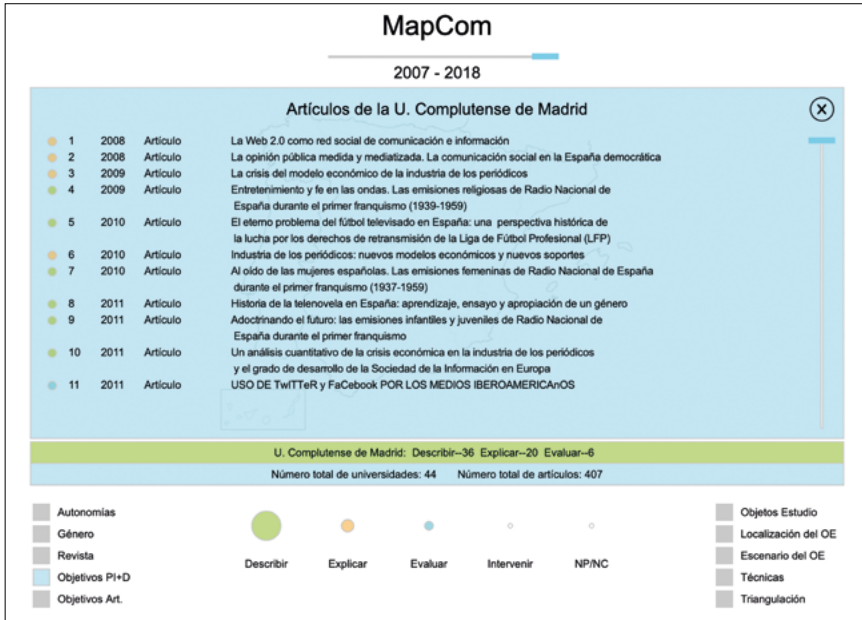 MapCom
2007 - 2018
Artículos de la U. Complutense de Madrid
X
1 2008 Artículo La Web 2.0 como red social de comunicación e información
2 2008 Artículo La opinión pública medida y mediatizada. La comunicación social en la España democrática
3 2009 Artículo La crisis del modelo económico de la industria de los periódicos
4 2009 Artículo Entretenimiento y fe en las ondas. Las emisiones religiosas de Radio Nacional de
España durante el primer franquismo (1939-1959)
5 2010 Artículo El eterno problema del fútbol televisado en España: una perspectiva histórica de
la lucha por los derechos de retransmisión de la Liga de Fútbol Profesional (LFP)
6 2010 Artículo Industria de los periódicos: nuevos modelos económicos y nuevos soportes
7 2010 Artículo Al oído de las mujeres españolas. Las emisiones femeninas de Radio Nacional de España
durante el primer franquismo (1937-1959)
8 2011 Artículo Historia de la telenovela en España: aprendizaje, ensayo y apropiación de un género
9 2011 Artículo Adoctrinando el futuro: las emisiones infantiles y juveniles de Radio Nacional de
España durante el primer franquismo
10 2011 Artículo Un análisis cuantitativo de la crisis económica en la industria de los periódicos
y el grado de desarrollo de la Sociedad de la Información en Europa
11 2011 Artículo USO DE TwITTeR y FaCebook POR LOS MEDIOS IBEROAMERICAnOS
U. Complutense de Madrid: Describir--36 Explicar--20 Evaluar--6
Número total de universidades: 44 Número total de artículos: 407
Autonomías
Género
Revista
Objetivos PI+D
Objetivos Art.
Describir Explicar Evaluar Intervenir NP/NC
Objetos Estudio
Localización del OE
Escenario del OE
Técnicas
Triangulación